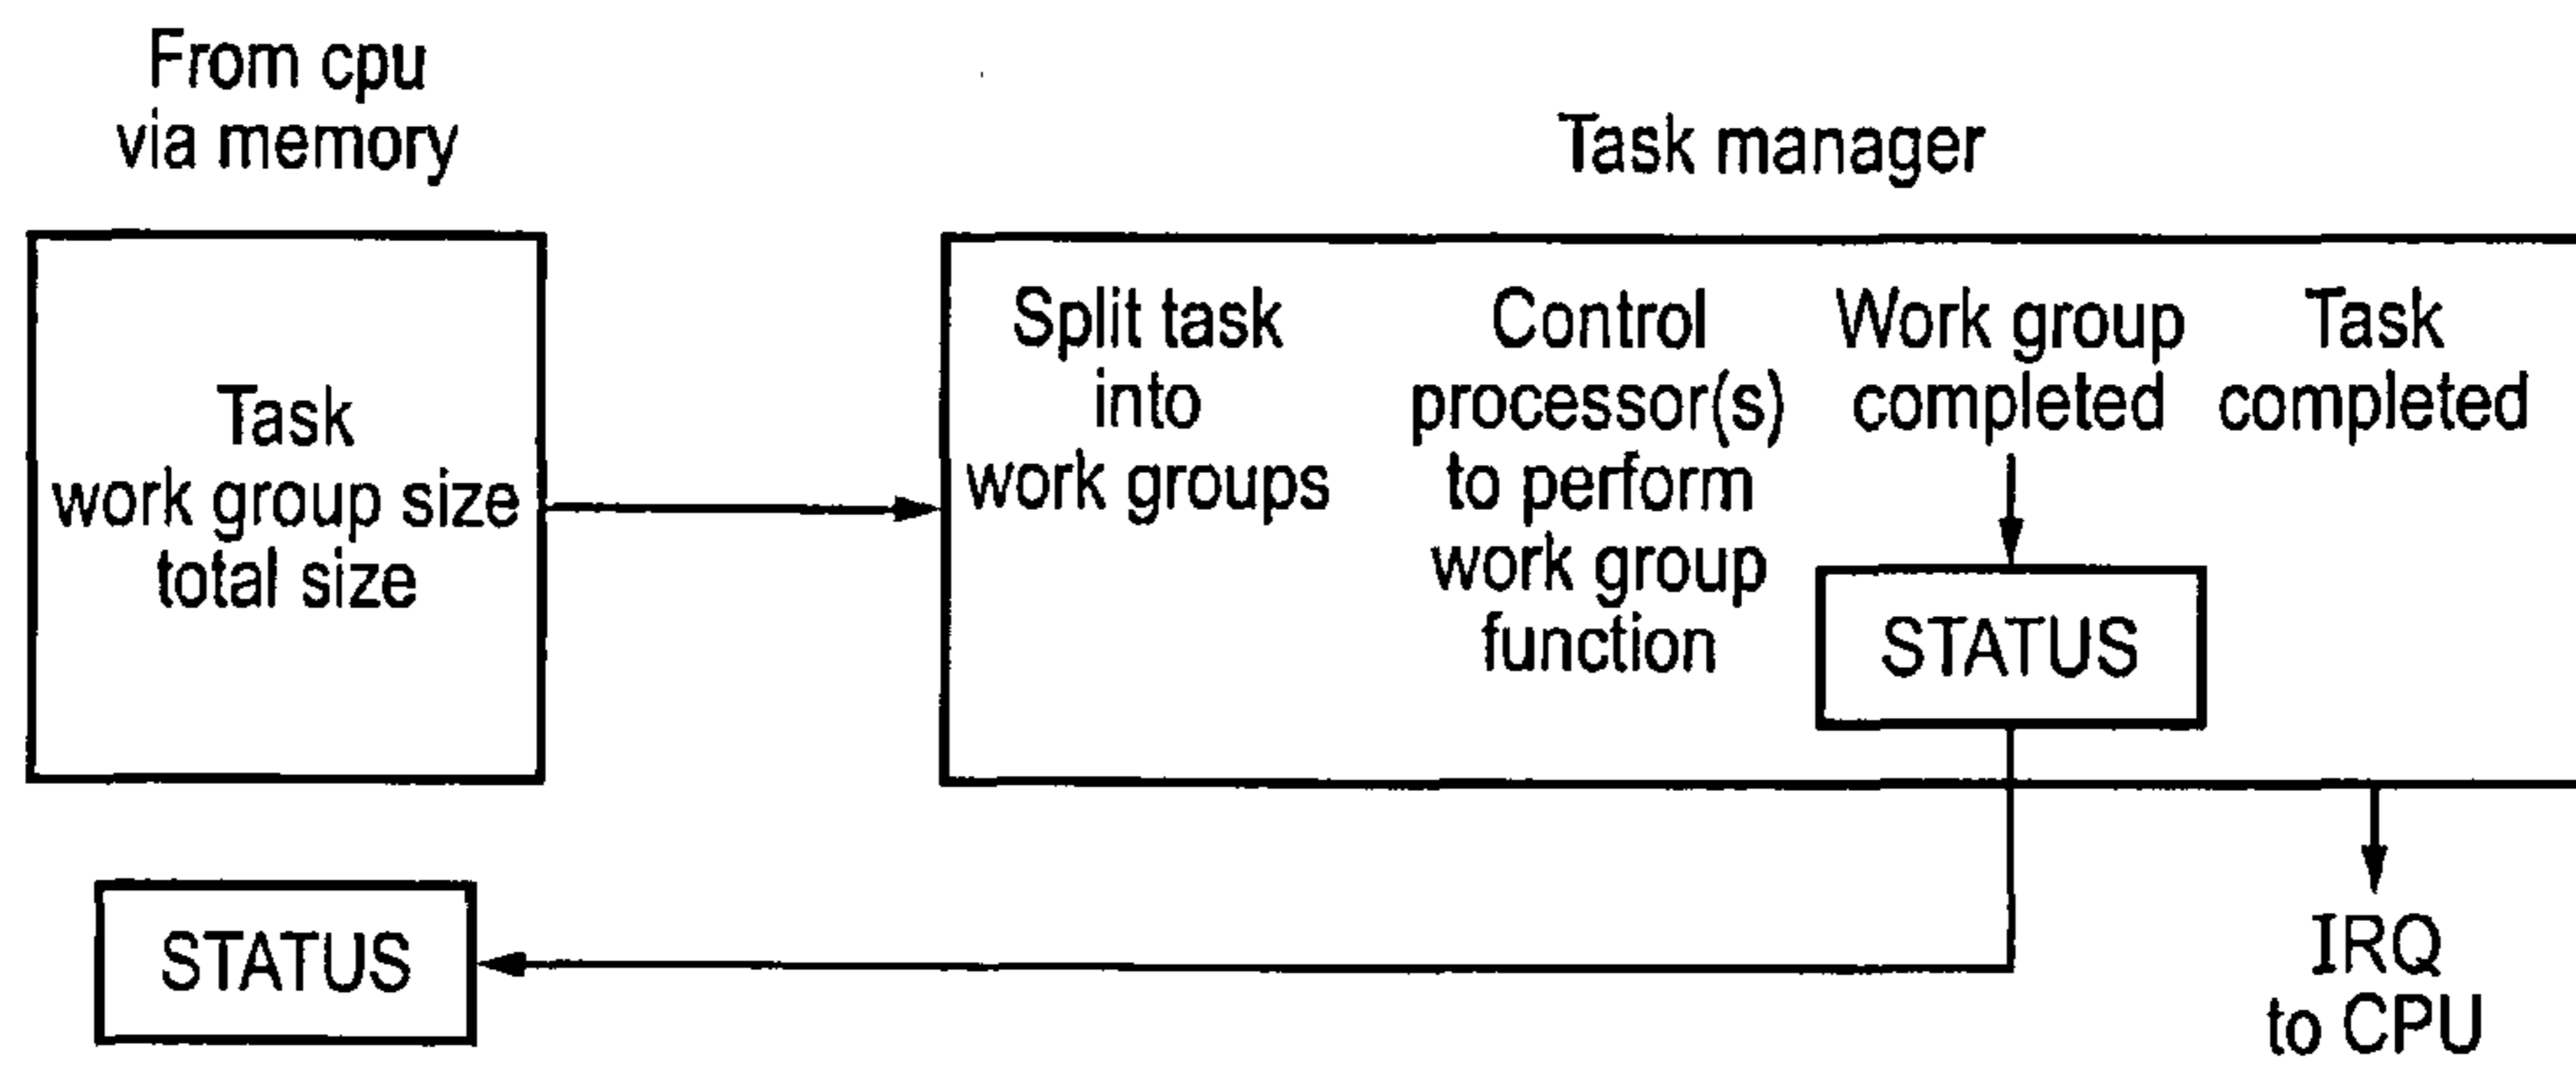 From cpu
via memory
Task
work group size
total size
Task manager
Split task
into
work groups
Control
processor(s)
to perform
work group
function
Work group
completed
STATUS
Task
completed
STATUS
IRQ
to CPU